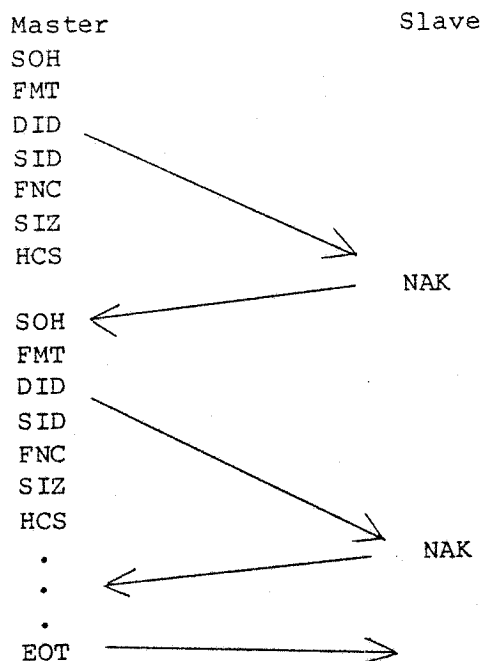 Master Slave
SOH
FMT
DID
SID
FNC
SIZ
HCS
NAK
SOH
FMT
DID
SID
FNC
SIZ
HCS
NAK
.
.
.
EOT